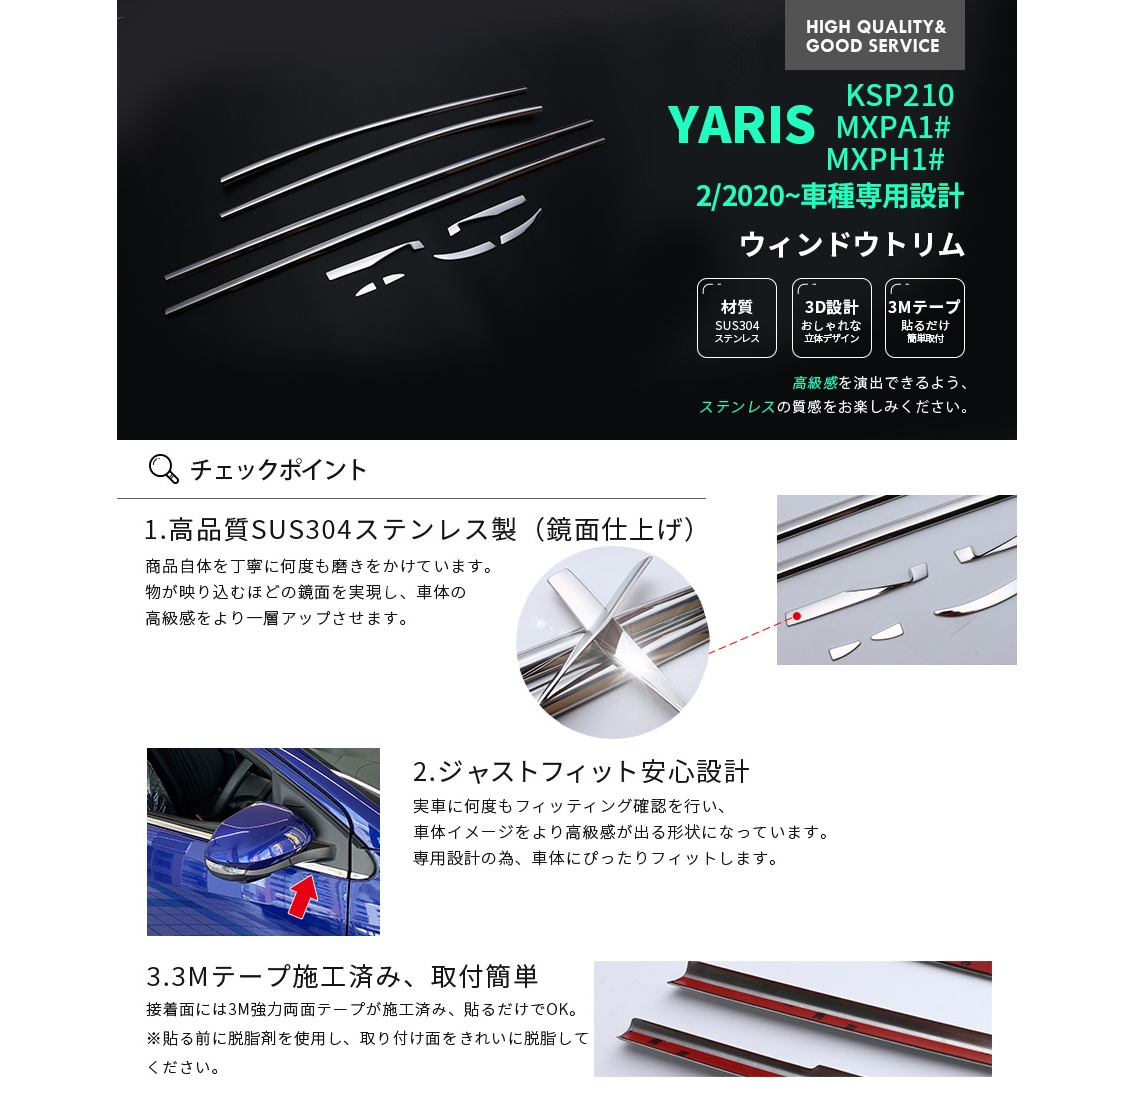 HIGH QUALITY&
GOOD SERVICE
YARIS
KSP210
MXPA1#
MXPH1#
2/2020~車種専用設計
ウィンドウトリム
材質
SUS304
ステンレス
3D設計
おしゃれな
立体デザイン
3Mテープ
貼るだけ
簡単取付
高級感を演出できるよう、
ステンレスの質感をお楽しみください。
チェックポイント
1.高品質SUS304ステンレス製（鏡面仕上げ）
商品自体を丁寧に何度も磨きをかけています。
物が映り込むほどの鏡面を実現し、車体の
高級感をより一層アップさせます。
2.ジャストフィット安心設計
実車に何度もフィッティング確認を行い、
車体イメージをより高級感が出る形状になっています。
専用設計の為、車体にぴったりフィットします。
3.3Mテープ施工済み、取付簡単
接着面には3M強力両面テープが施工済み、貼るだけでOK。
※貼る前に脱脂剤を使用し、取り付け面をきれいに脱脂して
ください。